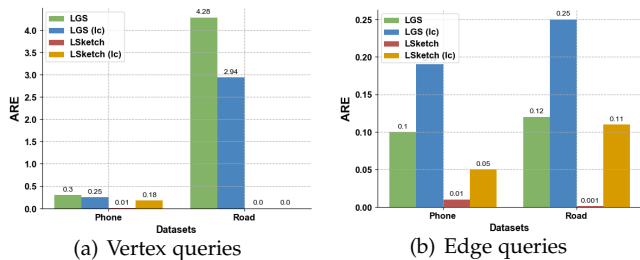 4.28
LGS
LGS (lc)
LSketch
LSketch (lc)
2.94
4.0
3.5
3.0
2.5
2.0
1.5
1.0
0.5
0.0
ARE
0.3
0.25
0.01
0.18
0.0
0.0
Phone
Road
Datasets
(a) Vertex queries
LGS
LGS (lc)
LSketch
LSketch (lc)
0.25
0.25
0.20
0.15
0.10
0.05
0.00
ARE
0.1
0.01
0.05
0.12
0.001
0.11
Phone
Road
Datasets
(b) Edge queries